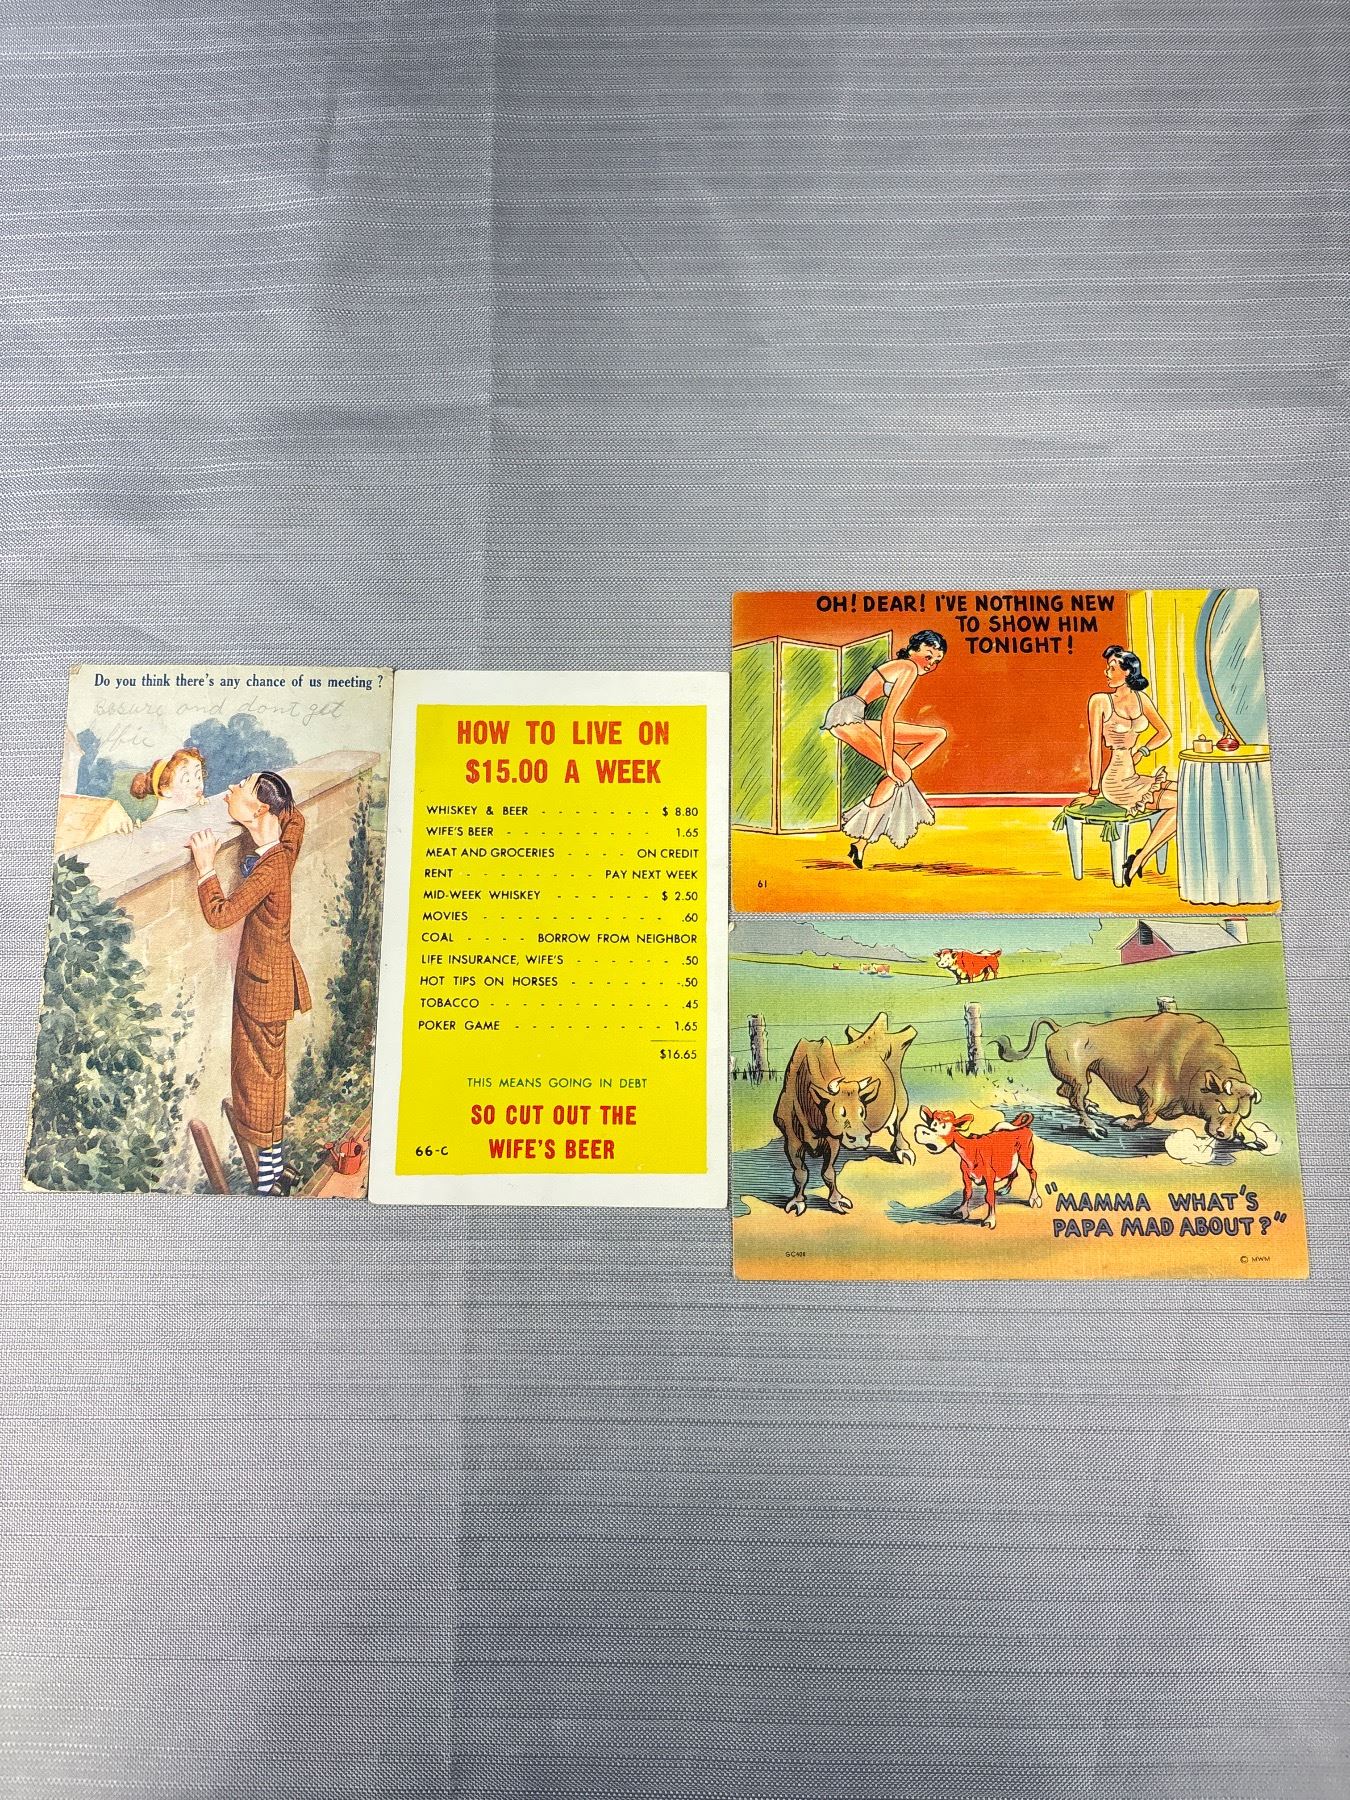 Do you think there's any chance of us meeting ?
and dont get
HOW TO LIVE ON
$15.00 A WEEK
WHISKEY & BEER - - - - - - $ 8.80
WIFE'S BEER - - - - - - - - 1.65
MEAT AND GROCERIES - - - - ON CREDIT
RENT - - - - - - - PAY NEXT WEEK
MID-WEEK WHISKEY - - - - - $ 2.50
MOVIES - - - - - - - - - - .60
COAL - - - - BORROW FROM NEIGHBOR
LIFE INSURANCE, WIFE'S - - - - - .50
HOT TIPS ON HORSES - - - - - - .50
TOBACCO - - - - - - - - - .45
POKER GAME - - - - - - - - 1.65
$16.65
THIS MEANS GOING IN DEBT
SO CUT OUT THE
WIFE'S BEER
66-C
OH! DEAR! I'VE NOTHING NEW
TO SHOW HIM
TONIGHT!
61
"MAMMA WHAT'S
PAPA MAD ABOUT?"
GC408
© MWM